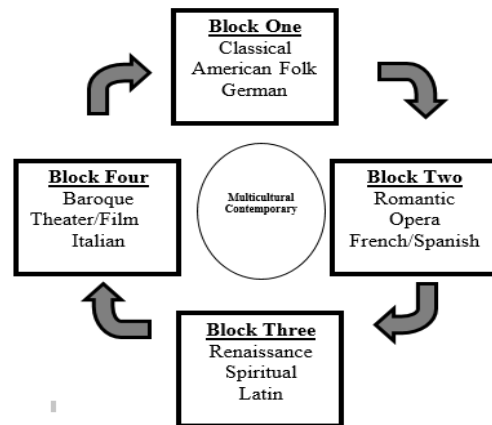 Block One
Classical
American Folk
German
Block Two
Romantic
Opera
French/Spanish
Block Three
Renaissance
Spiritual
Latin
Block Four
Baroque
Theater/Film
Italian
Multicultural
Contemporary